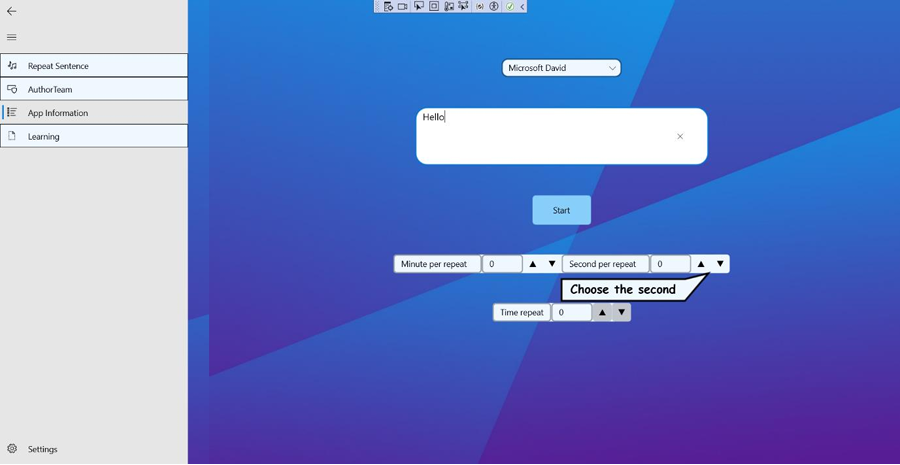 Microsoft David
Repeat Sentence
AuthorTeam
App Information
Learning
Hello
Start
Minute per repeat 0 Second per repeat 0
Choose the second
Time repeat 0
Settings